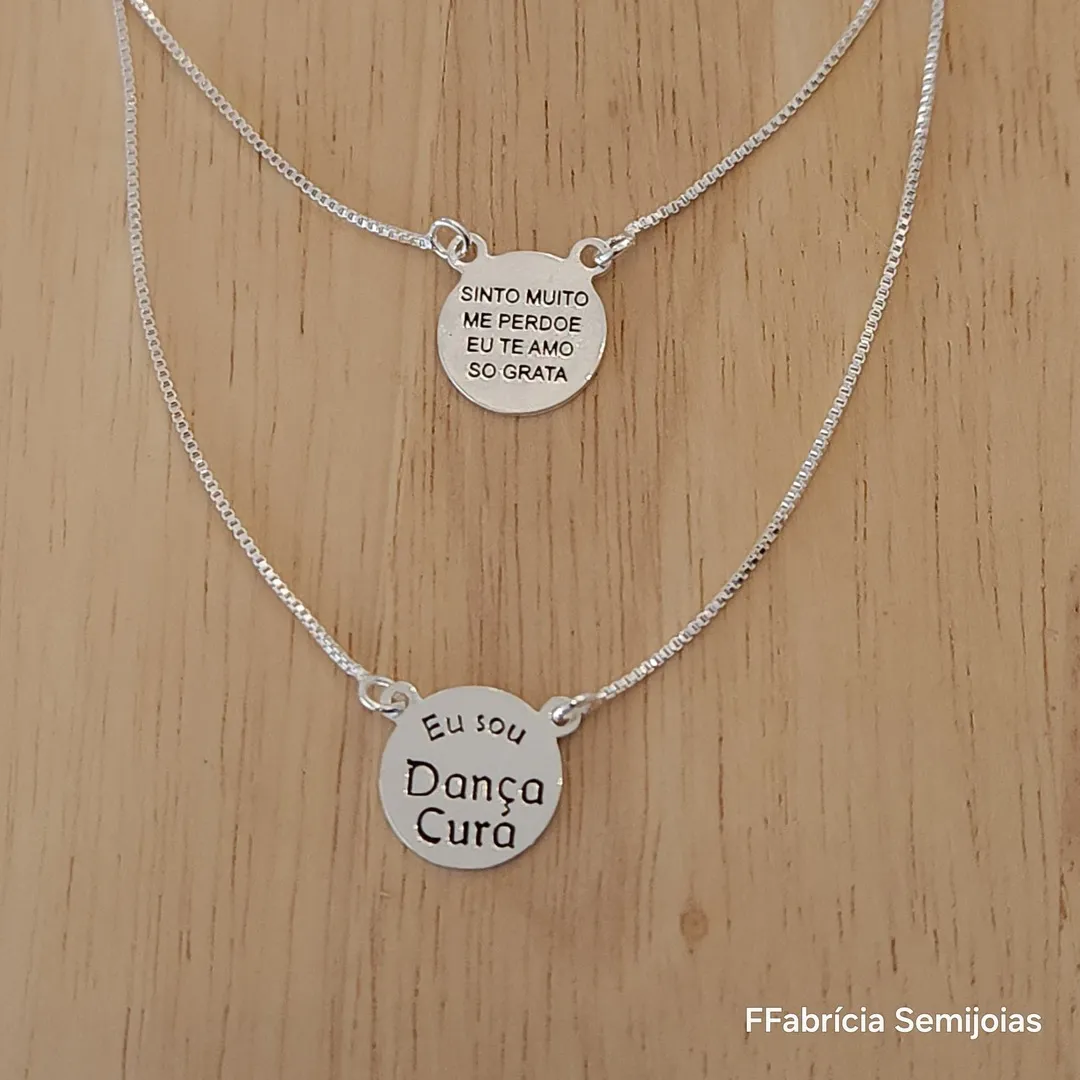 SINTO MUITO
ME PERDOE
EU TE AMO
SO GRATA
Eu sou
Dança
Cura
FFabrícia Semijoias